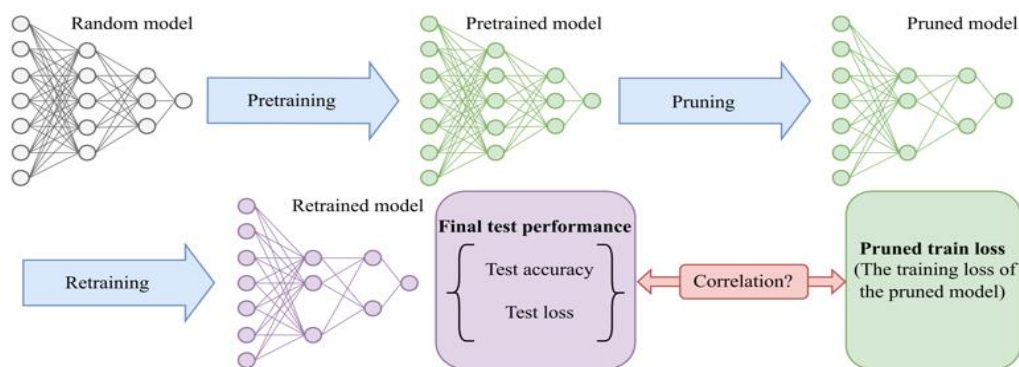 Random model
Pretrained model
Pruned model
Pretraining
Pruning
Retrained model
Retraining
Final test performance
Test accuracy
Test loss
Correlation?
Pruned train loss
(The training loss of
the pruned model)